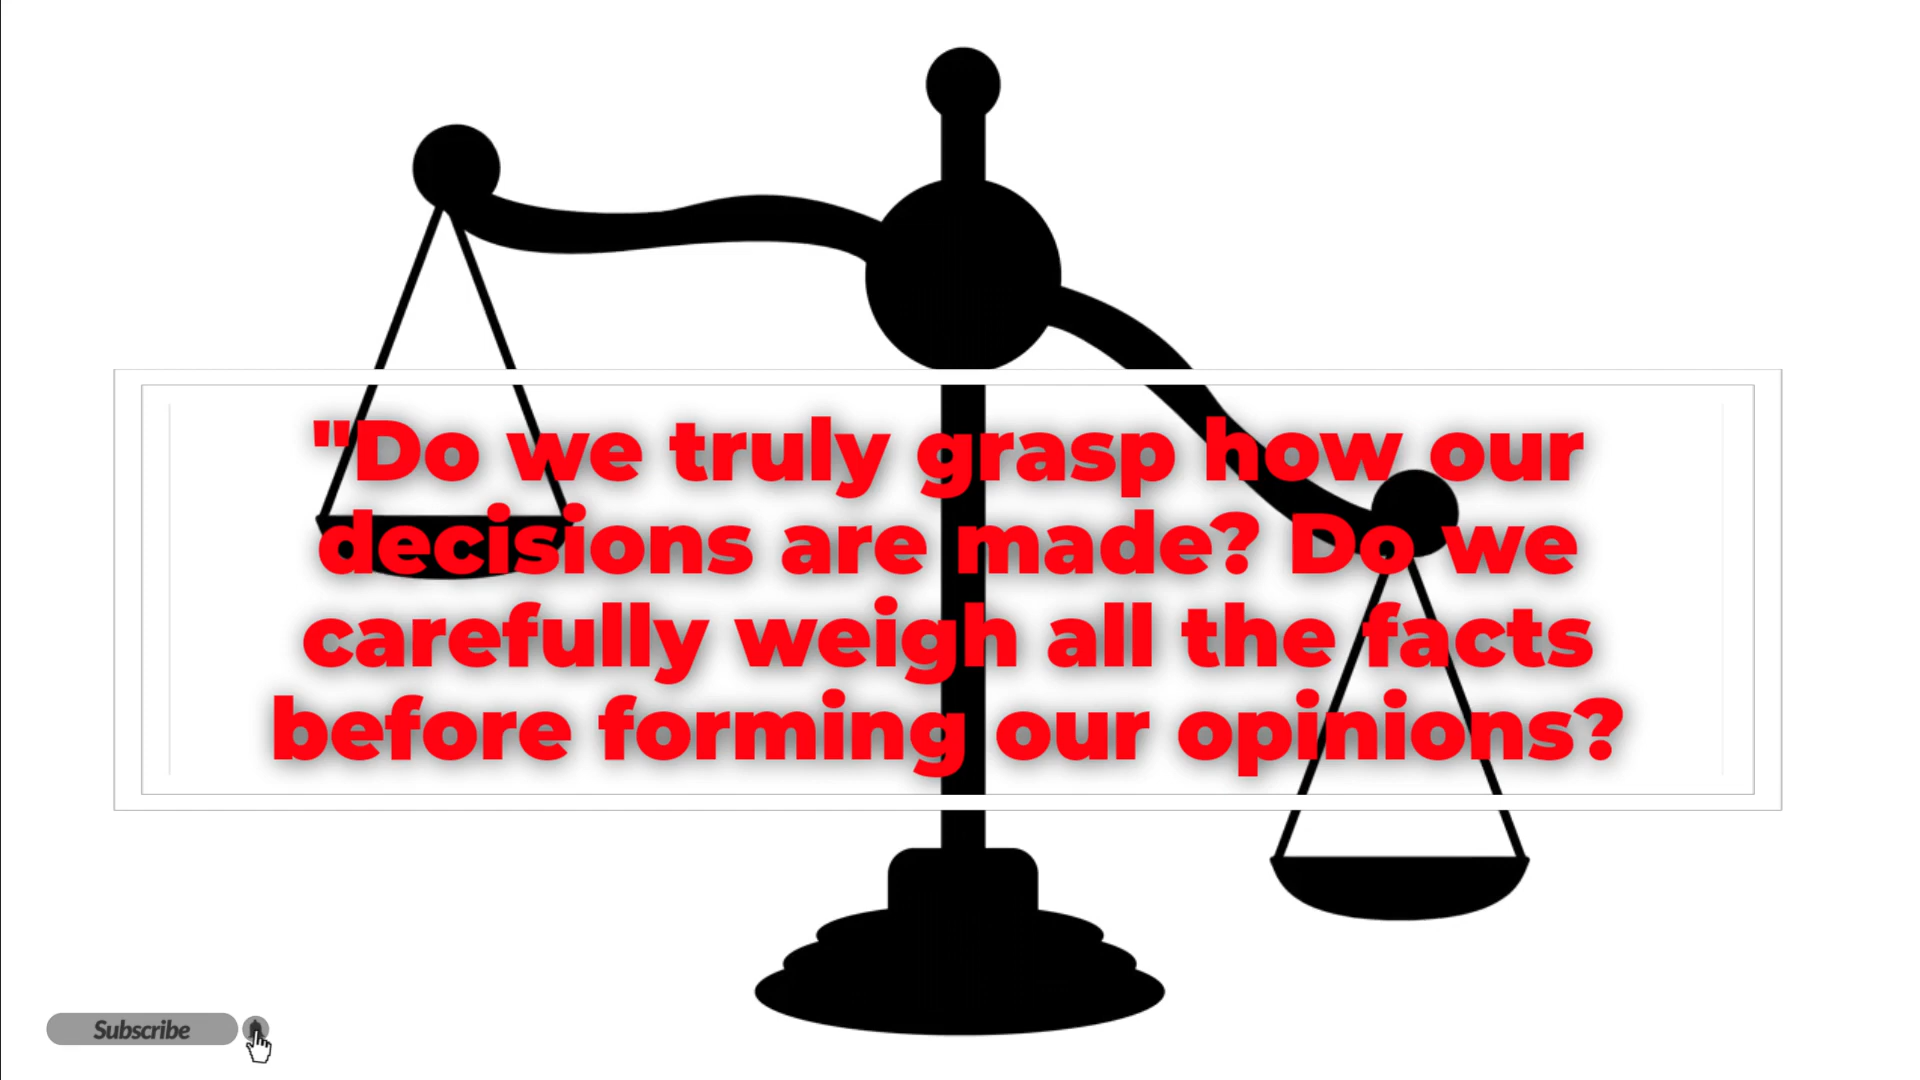 "Do we truly grasp how our
decisions are made? Do we
carefully weigh all the facts
before forming our opinions?
Subscribe